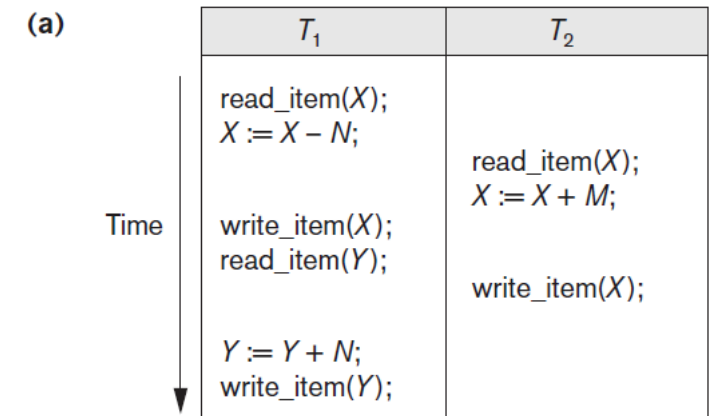 (a)
T₁ T₂
read_item(X);
X := X – N;
read_item(X);
X := X + M;
Time
write_item(X);
read_item(Y);
write_item(X);
Y := Y + N;
write_item(Y);